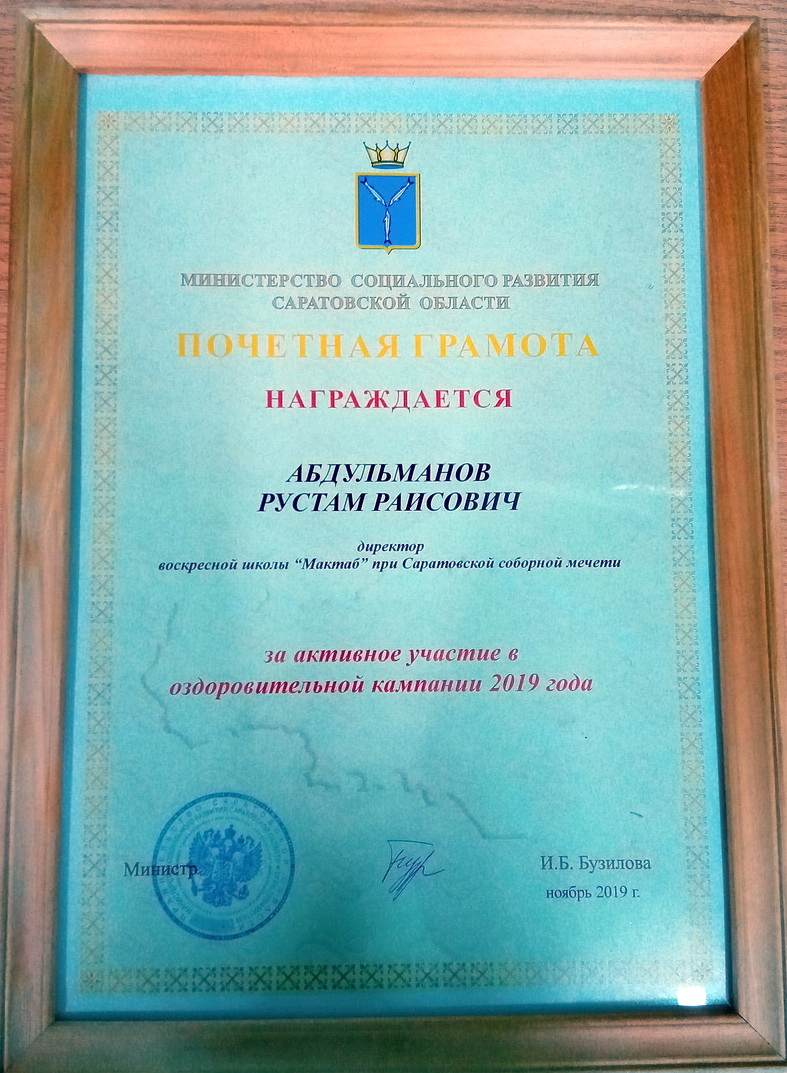 МИНИСТЕРСТВО СОЦИАЛЬНОГО РАЗВИТИЯ
САРАТОВСКОЙ ОБЛАСТИ
ПОЧЕТНАЯ ГРАМОТА
НАГРАЖДАЕТСЯ
АБДУЛЬМАНОВ
РУСТАМ РАИСОВИЧ
директор
воскресной школы “Мактаб” при Саратовской соборной мечети
за активное участие в
оздоровительной кампании 2019 года
Министр
И.Б. Бузилова
ноябрь 2019 г.